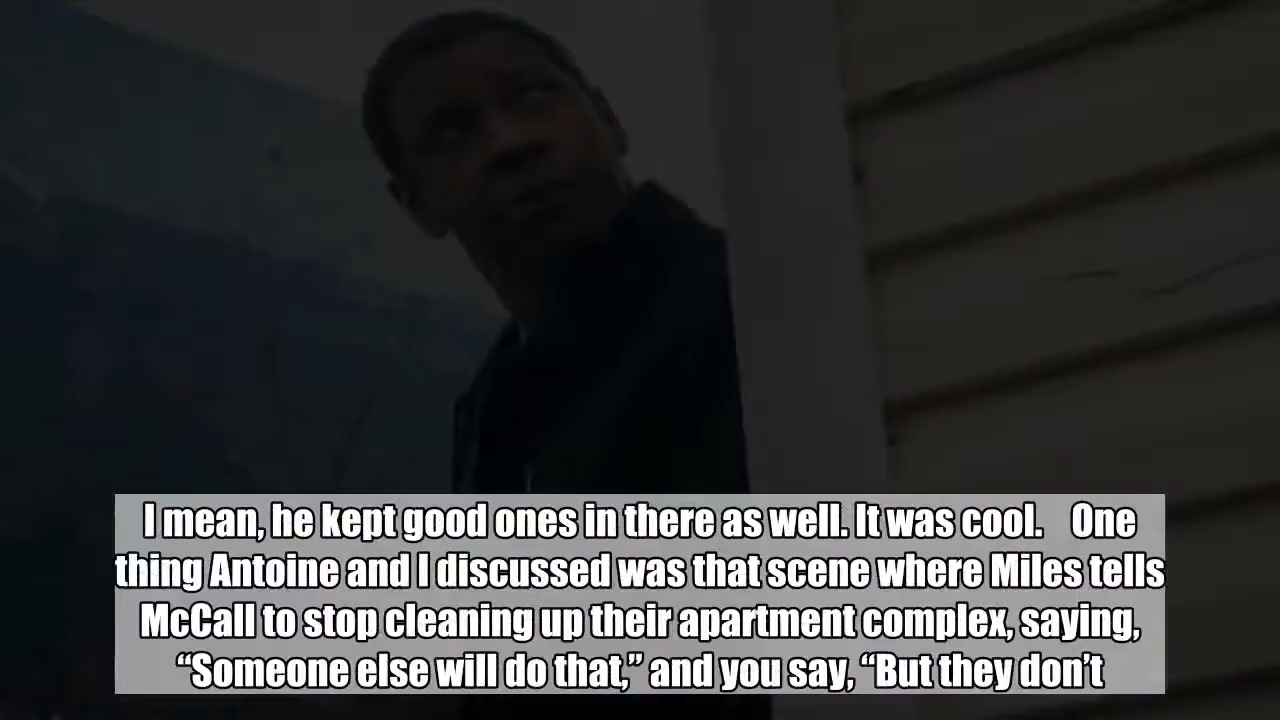 I mean, he kept good ones in there as well. It was cool. One
thing Antoine and I discussed was that scene where Miles tells
McCall to stop cleaning up their apartment complex, saying,
“Someone else will do that,” and you say, “But they don’t